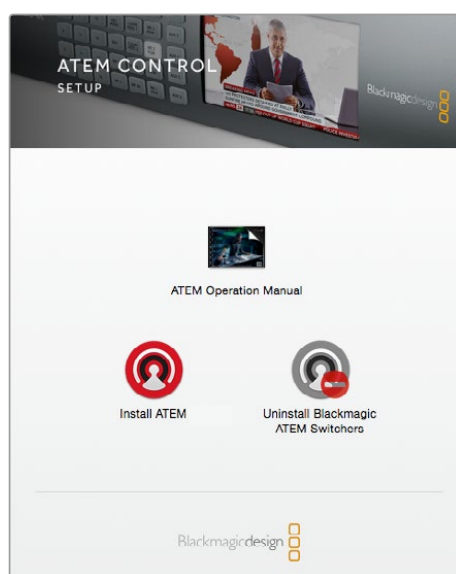 ATEM CONTROL
SETUP
Blackmagicdesign
ATEM Operation Manual
Install ATEM
Uninstall Blackmagic
ATEM Switchers
Blackmagicdesign